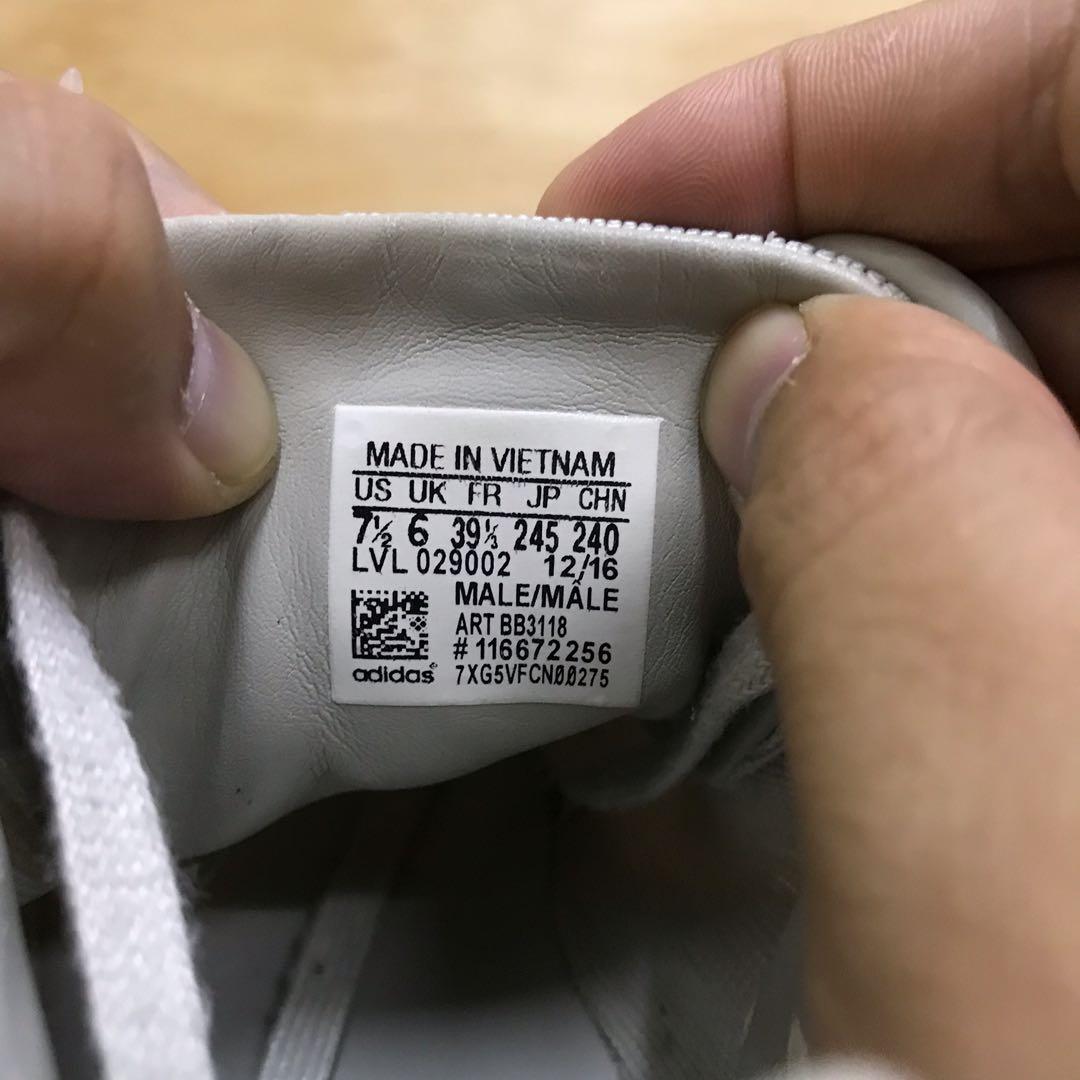 MADE IN VIETNAM
US UK FR JP CHN
7½ 6 39⅓ 245 240
LVL 029002 12/16
MALE/MÂLE
ART BB3118
# 116672256
adidas® 7XG5VFCN00275